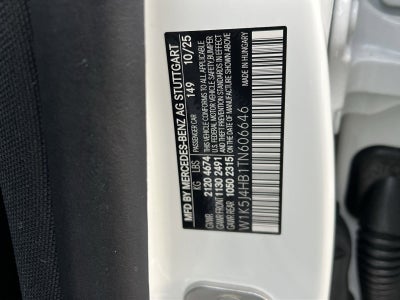 MFD BY MERCEDES-BENZ AG STUTTGART
PASSENGER CAR 149 10/25
KG LBS THIS VEHICLE CONFORMS TO ALL APPLICABLE
GVWR 2120 4674 U.S. FEDERAL MOTOR VEHICLE SAFETY BUMPER
GAWR FRONT 1130 2491 AND THEFT PREVENTION STANDARDS IN EFFECT ON THE
GAWR REAR 1050 2315 DATE OF MANUFACTURE SHOWN ABOVE
MADE IN HUNGARY
W1K5J4HB1TN606646